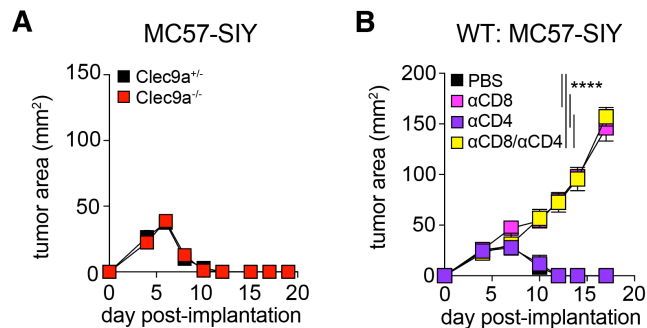 A
MC57-SIY
tumor area (mm²)
150
100
50
0
Clec9a⁺/⁻
Clec9a⁻/⁻
0 5 10 15 20
day post-implantation
B
WT: MC57-SIY
tumor area (mm²)
200
150
100
50
0
PBS
αCD8
αCD4
αCD8/αCD4
****
0 5 10 15 20
day post-implantation